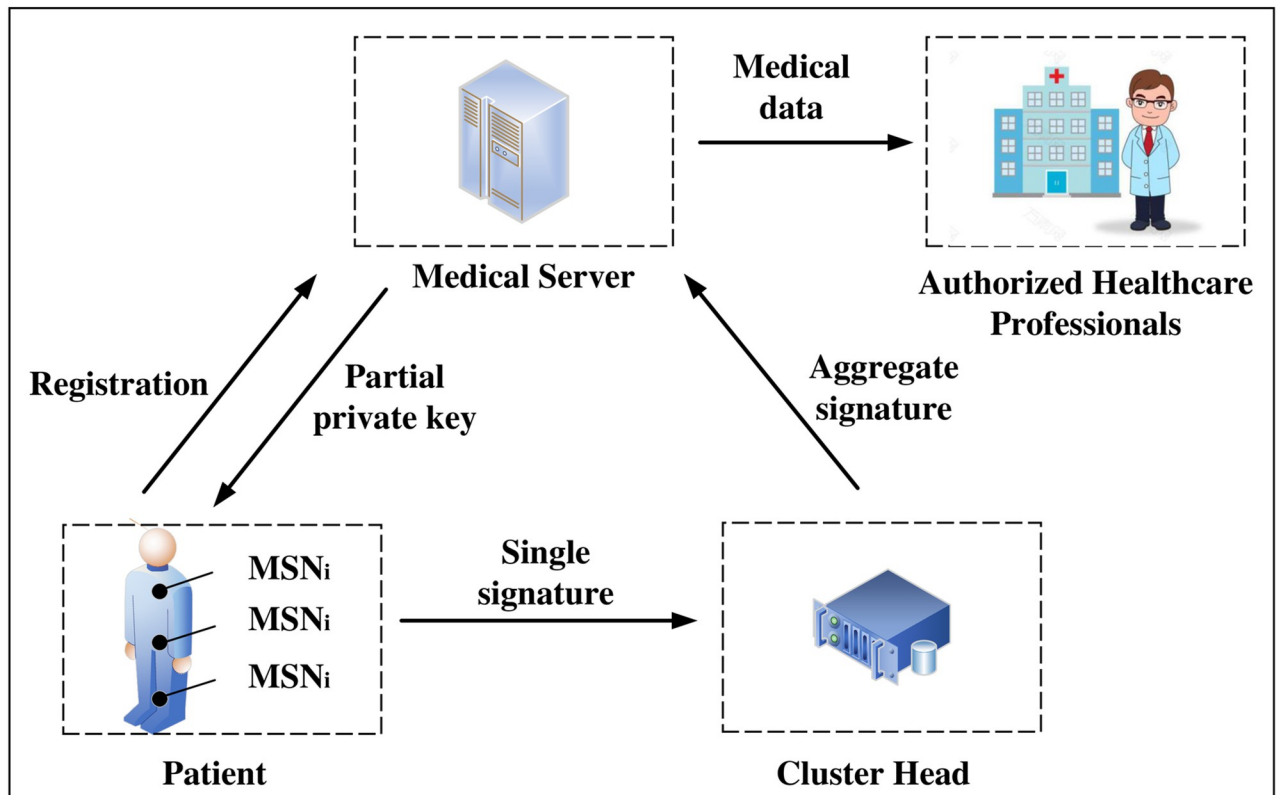 Medical
data
Medical Server
Authorized Healthcare
Professionals
Registration
Partial
private key
Aggregate
signature
MSNi
MSNi
MSNi
Single
signature
Patient
Cluster Head